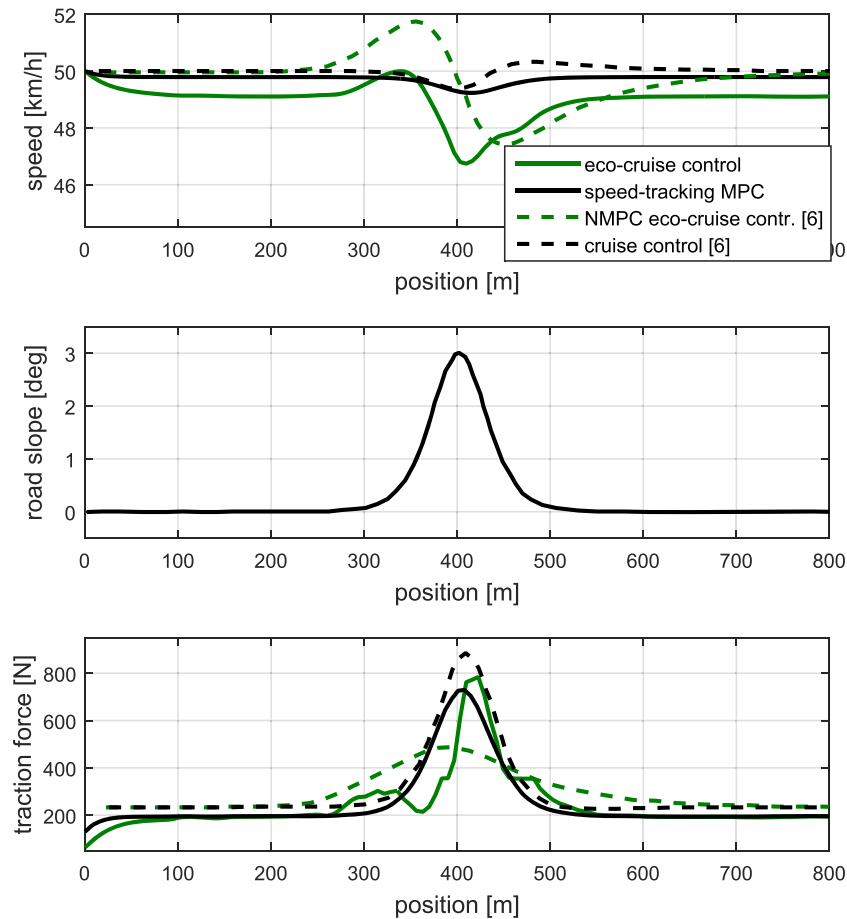 52
50
48
46
speed [km/h]
eco-cruise control
speed-tracking MPC
NMPC eco-cruise contr. [6]
cruise control [6]
0 100 200 300 400 00
position [m]
3
2
1
0
road slope [deg]
0 100 200 300 400 500 600 700 800
position [m]
800
600
400
200
traction force [N]
0 100 200 300 400 500 600 700 800
position [m]